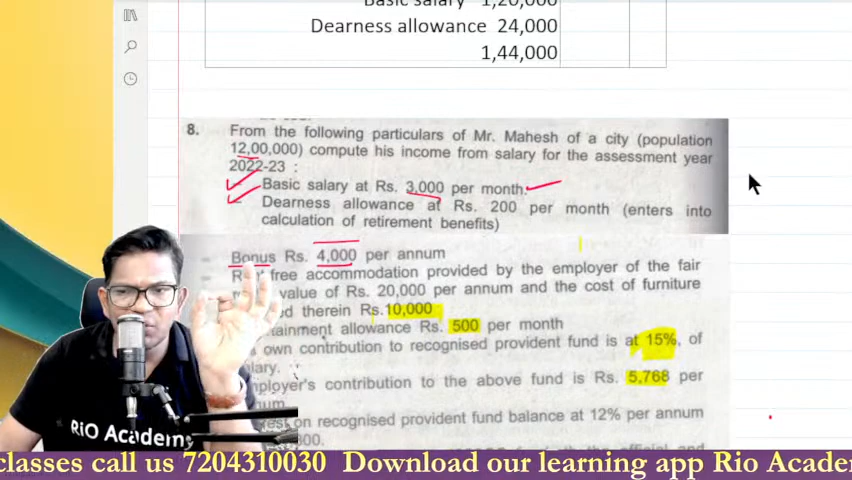 Basic salary 1,20,000
Dearness allowance 24,000
1,44,000
8. From the following particulars of Mr. Mahesh of a city (population
12,00,000) compute his income from salary for the assessment year
2022-23 :
Basic salary at Rs. 3,000 per month.
Dearness allowance at Rs. 200 per month (enters into
calculation of retirement benefits)
Bonus Rs. 4,000 per annum
free accommodation provided by the employer of the fair
value of Rs. 20,000 per annum and the cost of furniture
therein Rs.10,000
tainment allowance Rs. 500 per month
own contribution to recognised provident fund is at 15%, of
lary.
mployer's contribution to the above fund is Rs. 5,768 per
num.
rest on recognised provident fund balance at 12% per annum
RiO Academy
classes call us 7204310030 Download our learning app Rio Acade